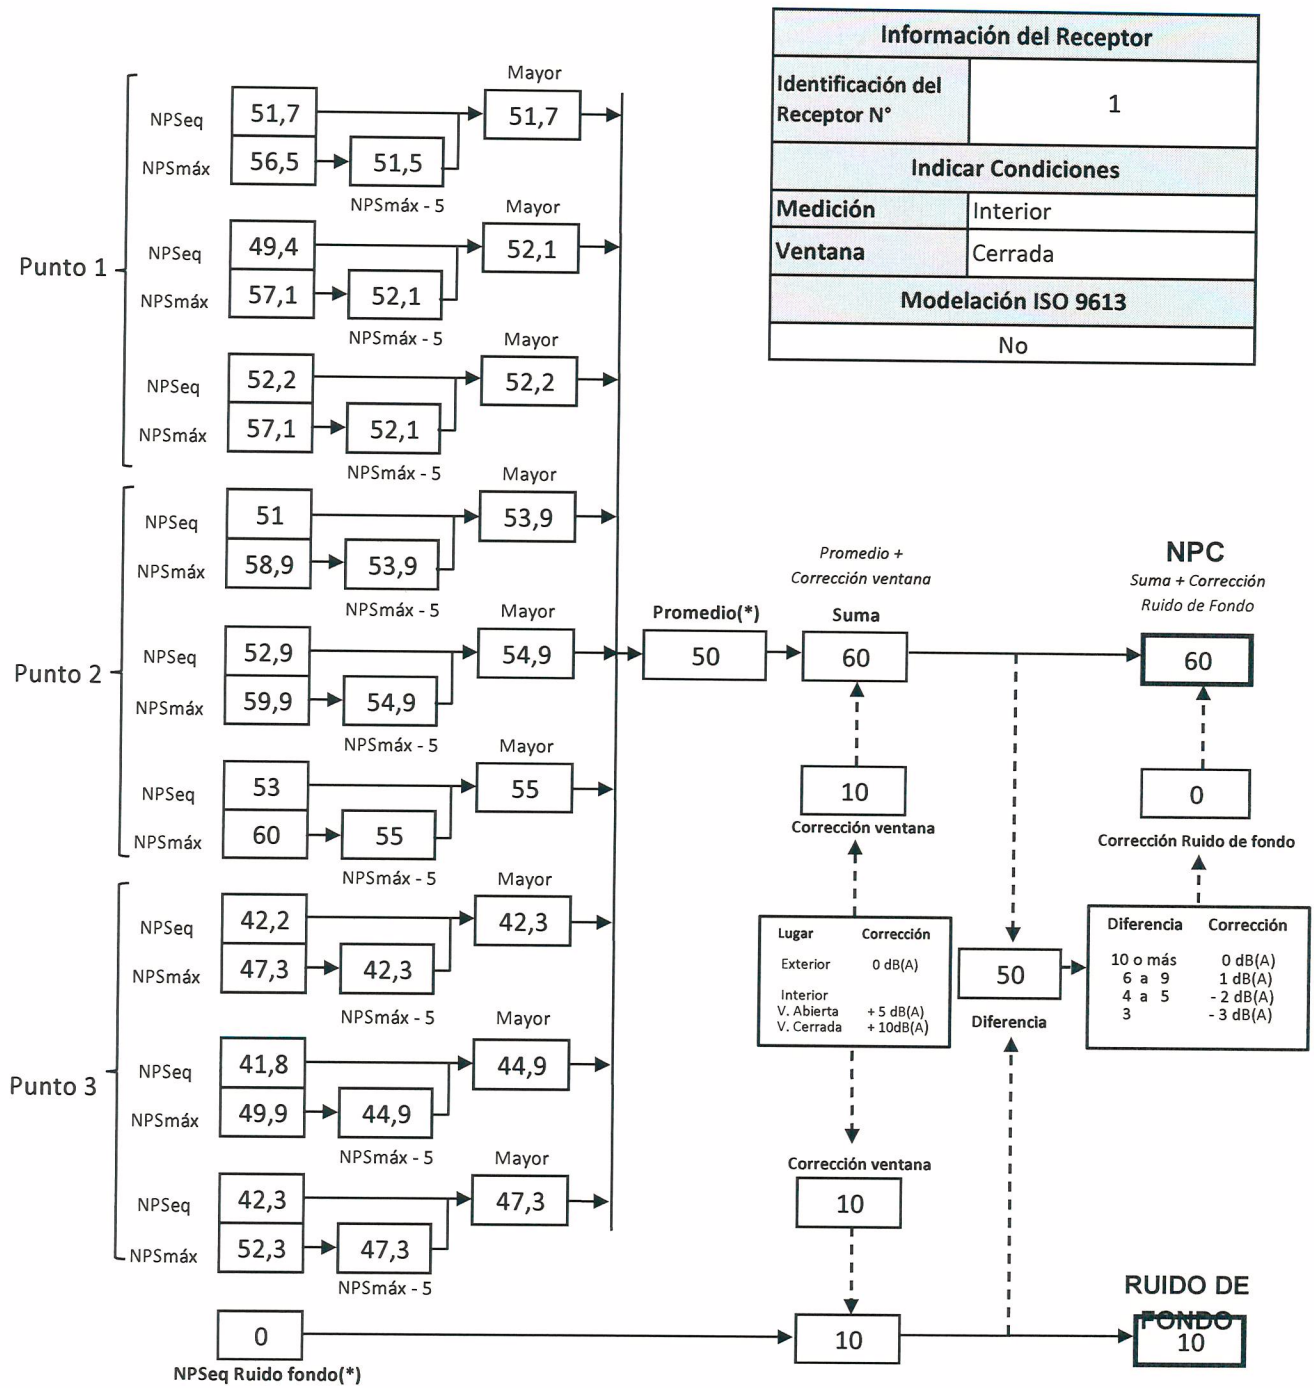 Información del Receptor
Identificación del Receptor N°
1
Indicar Condiciones
Medición
Interior
Ventana
Cerrada
Modelación ISO 9613
No
Punto 1
Mayor
NPSeq
51,7
51,7
NPSmáx
56,5
51,5
NPSmáx - 5
Mayor
NPSeq
49,4
52,1
NPSmáx
57,1
52,1
NPSmáx - 5
Mayor
NPSeq
52,2
52,2
NPSmáx
57,1
52,1
NPSmáx - 5
Punto 2
Mayor
NPSeq
51
53,9
NPSmáx
58,9
53,9
NPSmáx - 5
Mayor
NPSeq
52,9
54,9
NPSmáx
59,9
54,9
NPSmáx - 5
Mayor
NPSeq
53
55
NPSmáx
60
55
NPSmáx - 5
Punto 3
Mayor
NPSeq
42,2
42,3
NPSmáx
47,3
42,3
NPSmáx - 5
Mayor
NPSeq
41,8
44,9
NPSmáx
49,9
44,9
NPSmáx - 5
Mayor
NPSeq
42,3
47,3
NPSmáx
52,3
47,3
NPSmáx - 5
0
NPSeq Ruido fondo(*)
Promedio(*)
50
Promedio +
Corrección ventana
Suma
60
10
Corrección ventana
Lugar Corrección
Exterior 0 dB(A)
Interior
V. Abierta + 5 dB(A)
V. Cerrada + 10dB(A)
Corrección ventana
10
10
50
Diferencia
NPC
Suma + Corrección
Ruido de Fondo
60
0
Corrección Ruido de fondo
Diferencia Corrección
10 o más 0 dB(A)
6 a 9 1 dB(A)
4 a 5 - 2 dB(A)
3 - 3 dB(A)
RUIDO DE
FONDO
10